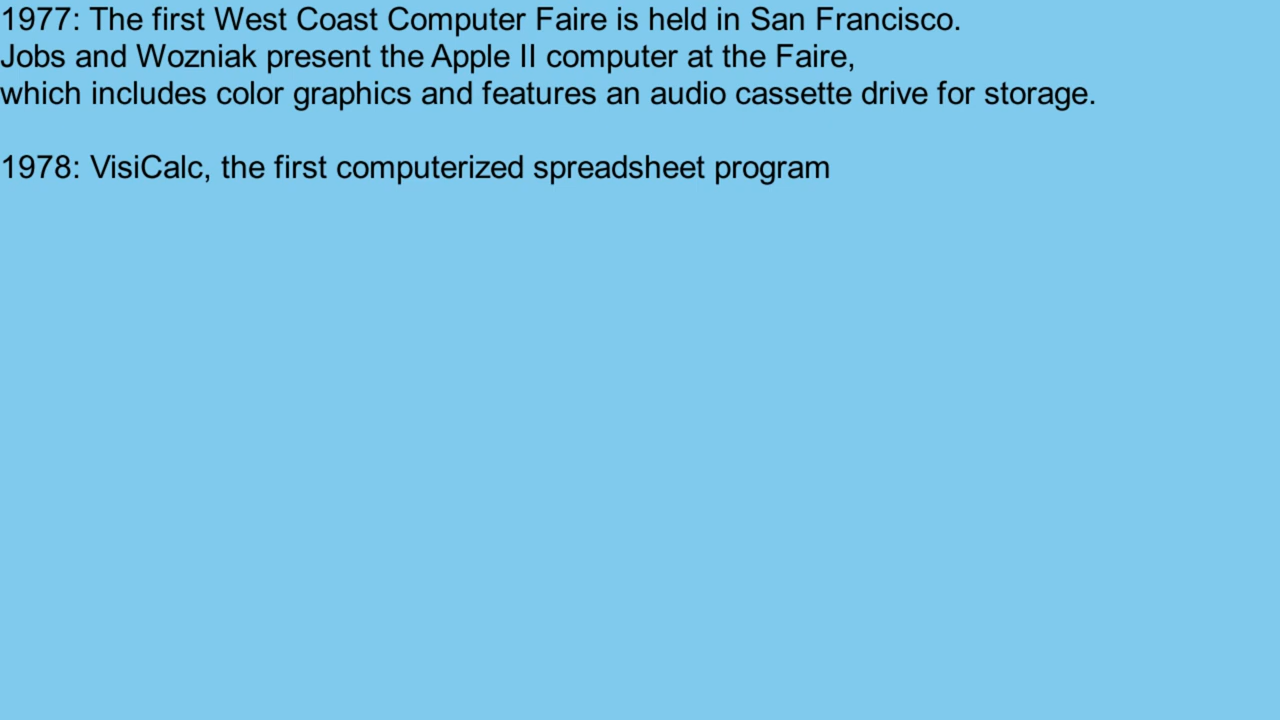 1977: The first West Coast Computer Faire is held in San Francisco.
Jobs and Wozniak present the Apple II computer at the Faire,
which includes color graphics and features an audio cassette drive for storage.
1978: VisiCalc, the first computerized spreadsheet program